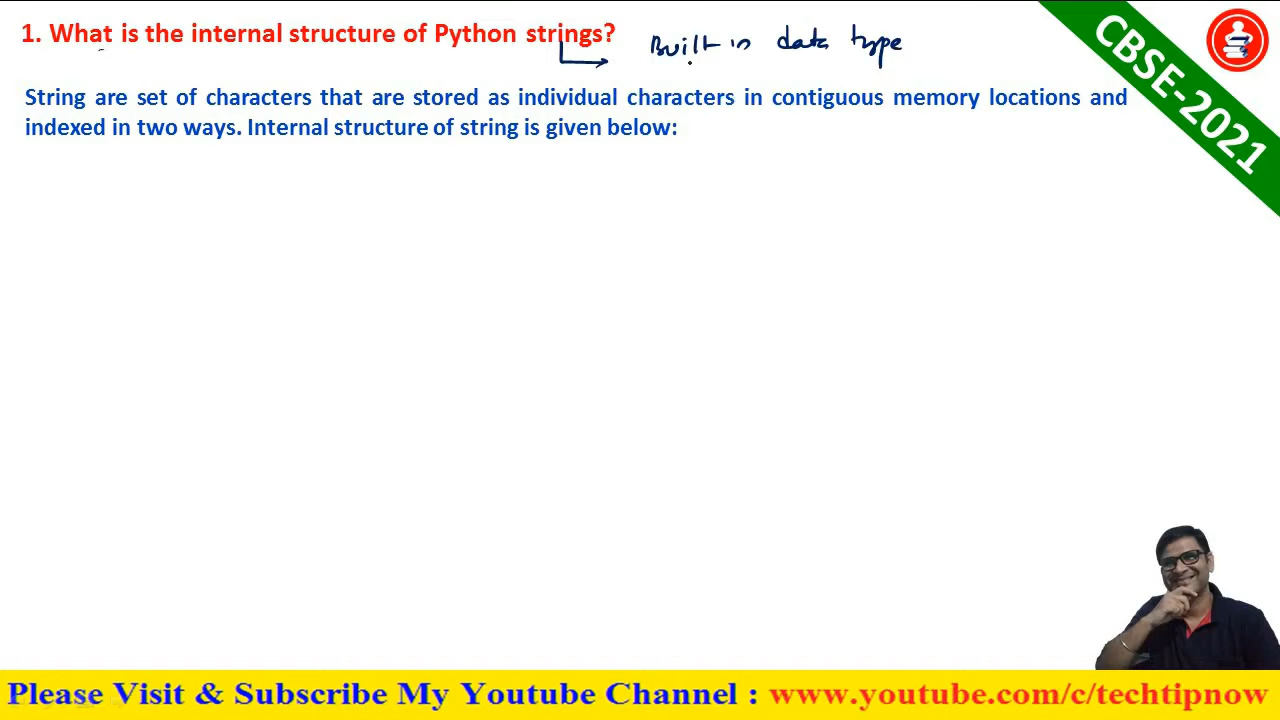 1. What is the internal structure of Python strings?
Built in data type
String are set of characters that are stored as individual characters in contiguous memory locations and
indexed in two ways. Internal structure of string is given below:
CBSE-2021
Please Visit & Subscribe My Youtube Channel : www.youtube.com/c/techtipnow